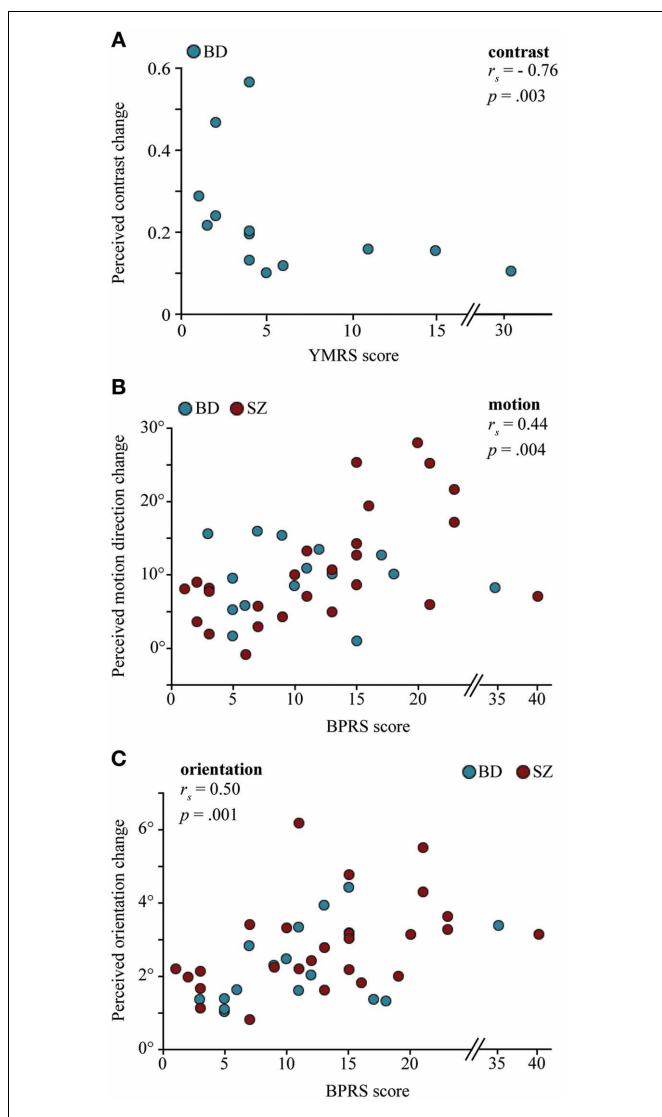 A
BD
contrast
rs = - 0.76
p = .003
0.6
0.4
0.2
0
Perceived contrast change
0 5 10 15 30
YMRS score
B
BD SZ
motion
rs = 0.44
p = .004
30°
20°
10°
0°
Perceived motion direction change
0 5 10 15 20 35 40
BPRS score
C
orientation
rs = 0.50
p = .001
BD SZ
6°
4°
2°
0°
Perceived orientation change
0 5 10 15 20 35 40
BPRS score